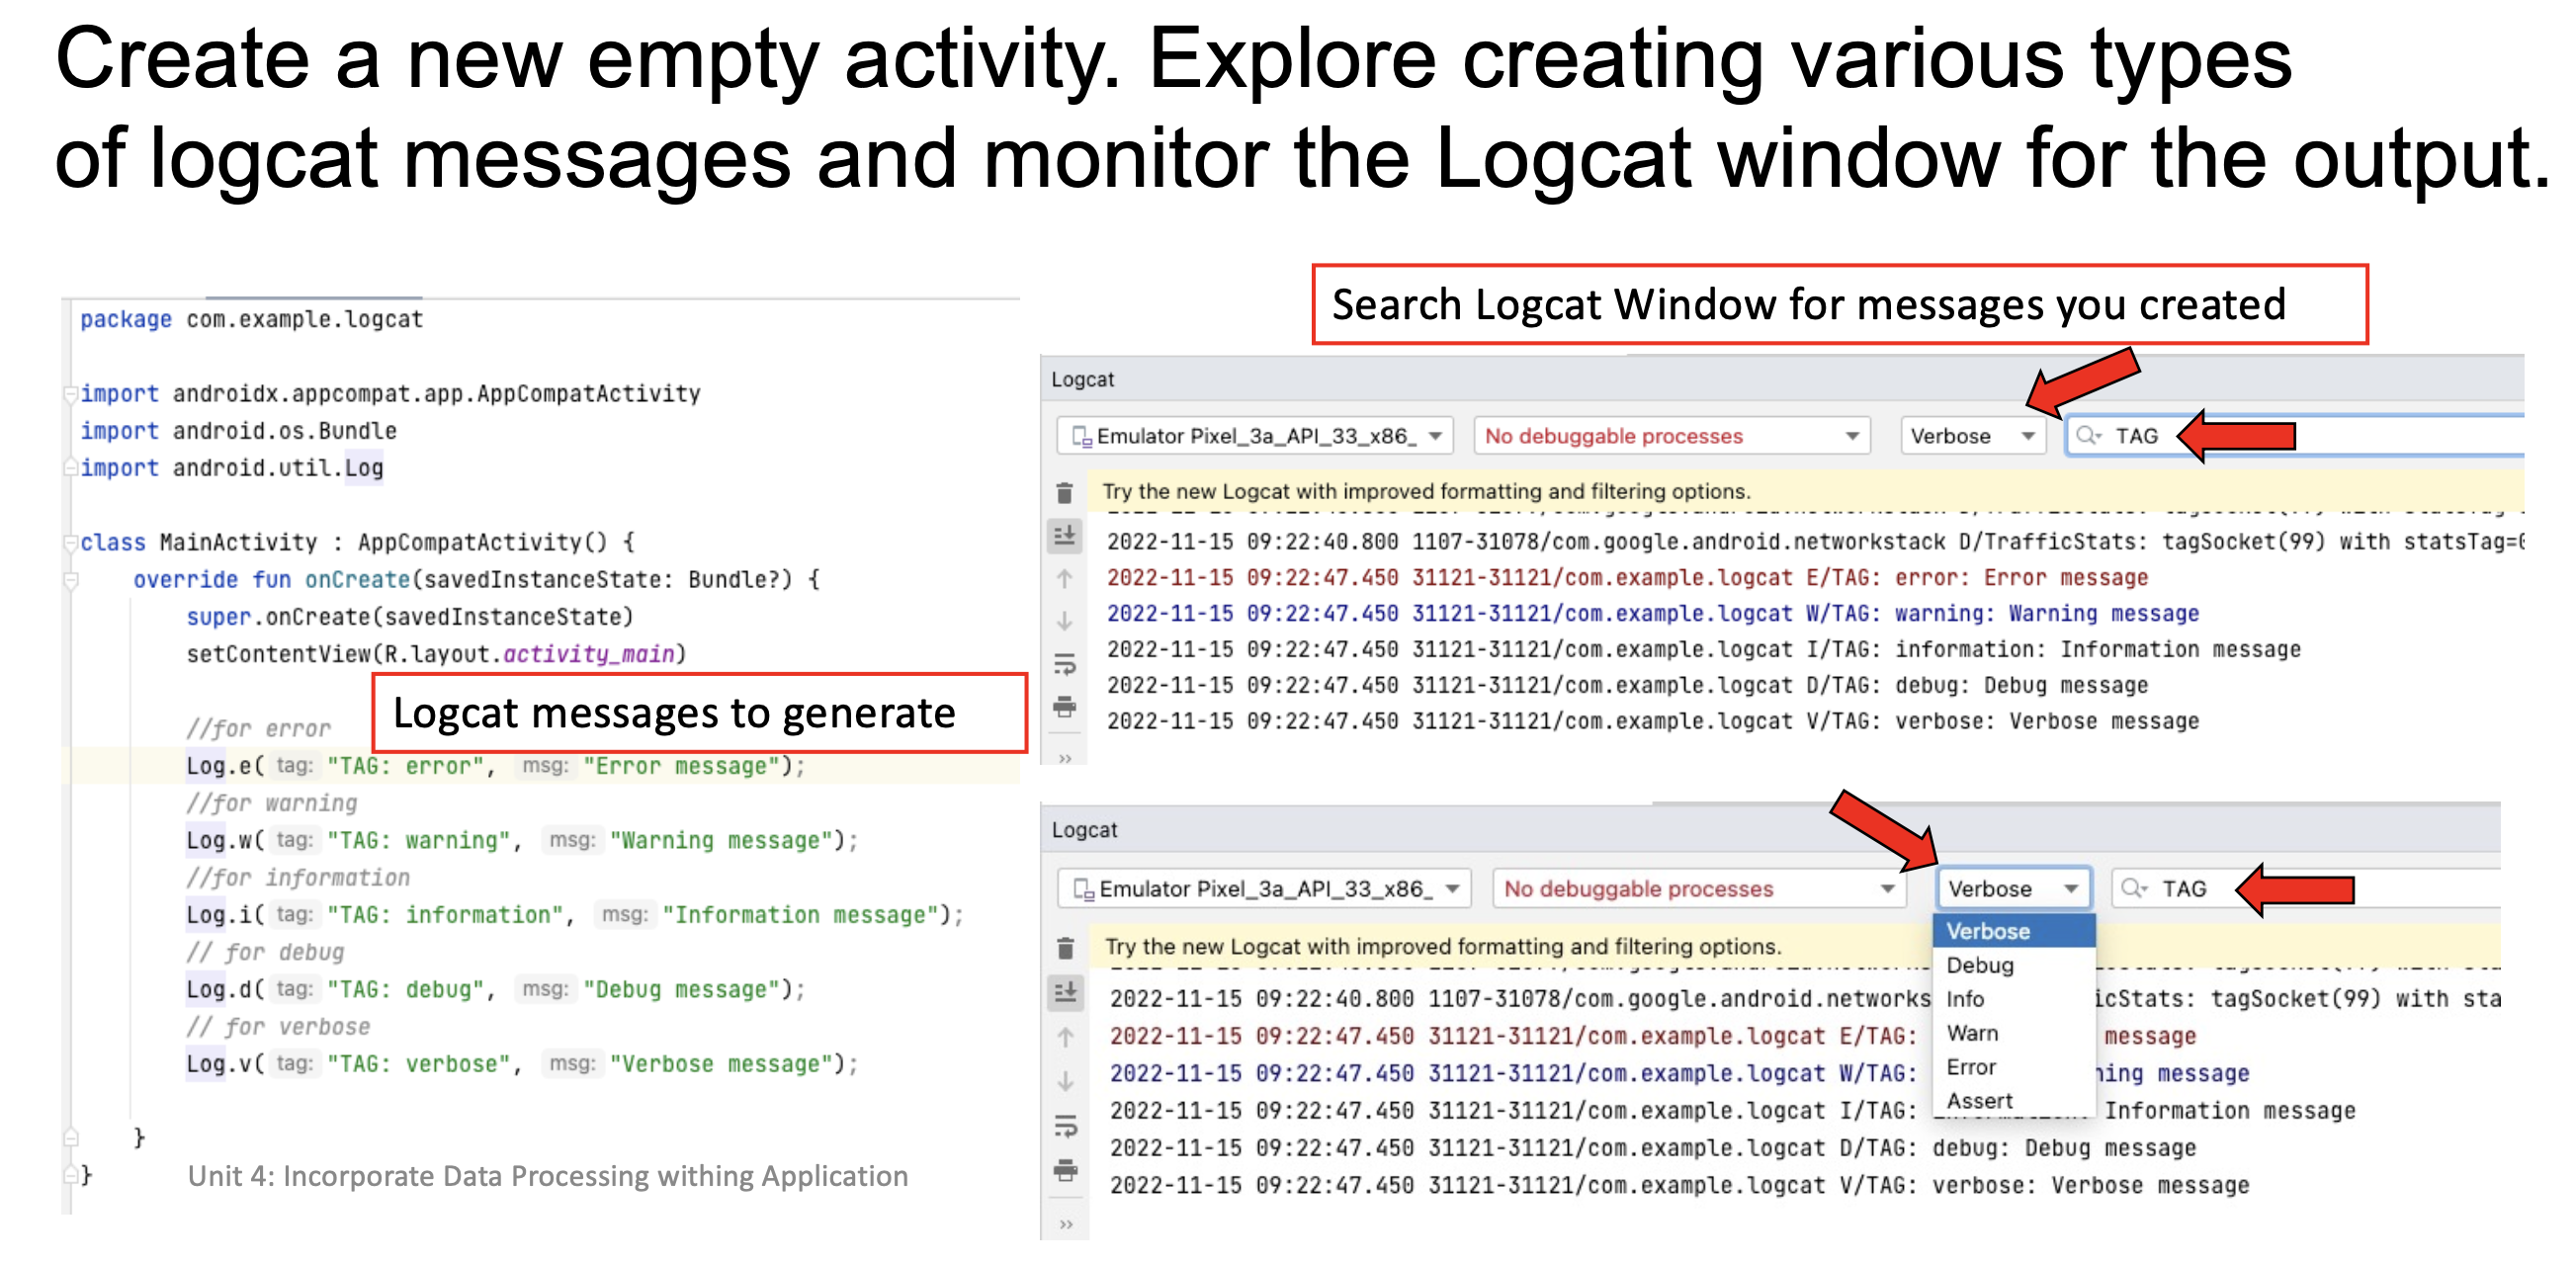 Create a new empty activity. Explore creating various types
of logcat messages and monitor the Logcat window for the output.
package com.example.logcat
import androidx.appcompat.app.AppCompatActivity
import android.os.Bundle
import android.util.Log
class MainActivity : AppCompatActivity() {
override fun onCreate(savedInstanceState: Bundle?) {
super.onCreate(savedInstanceState)
setContentView(R.layout.activity_main)
Logcat messages to generate
//for error
Log.e( tag: "TAG: error", msg: "Error message");
//for warning
Log.w( tag: "TAG: warning", msg: "Warning message");
//for information
Log.i( tag: "TAG: information", msg: "Information message");
// for debug
Log.d( tag: "TAG: debug", msg: "Debug message");
// for verbose
Log.v( tag: "TAG: verbose", msg: "Verbose message");
}
}
Unit 4: Incorporate Data Processing withing Application
Search Logcat Window for messages you created
Logcat
Emulator Pixel_3a_API_33_x86_ No debuggable processes Verbose TAG
Try the new Logcat with improved formatting and filtering options.
2022-11-15 09:22:40.800 1107-31078/com.google.android.networkstack D/TrafficStats: tagSocket(99) with statsTag=
2022-11-15 09:22:47.450 31121-31121/com.example.logcat E/TAG: error: Error message
2022-11-15 09:22:47.450 31121-31121/com.example.logcat W/TAG: warning: Warning message
2022-11-15 09:22:47.450 31121-31121/com.example.logcat I/TAG: information: Information message
2022-11-15 09:22:47.450 31121-31121/com.example.logcat D/TAG: debug: Debug message
2022-11-15 09:22:47.450 31121-31121/com.example.logcat V/TAG: verbose: Verbose message
Logcat
Emulator Pixel_3a_API_33_x86_ No debuggable processes Verbose TAG
Try the new Logcat with improved formatting and filtering options.
Verbose
Debug
Info
Warn
Error
Assert
2022-11-15 09:22:40.800 1107-31078/com.google.android.networks icStats: tagSocket(99) with sta
2022-11-15 09:22:47.450 31121-31121/com.example.logcat E/TAG: message
2022-11-15 09:22:47.450 31121-31121/com.example.logcat W/TAG: ning message
2022-11-15 09:22:47.450 31121-31121/com.example.logcat I/TAG: Information message
2022-11-15 09:22:47.450 31121-31121/com.example.logcat D/TAG: debug: Debug message
2022-11-15 09:22:47.450 31121-31121/com.example.logcat V/TAG: verbose: Verbose message